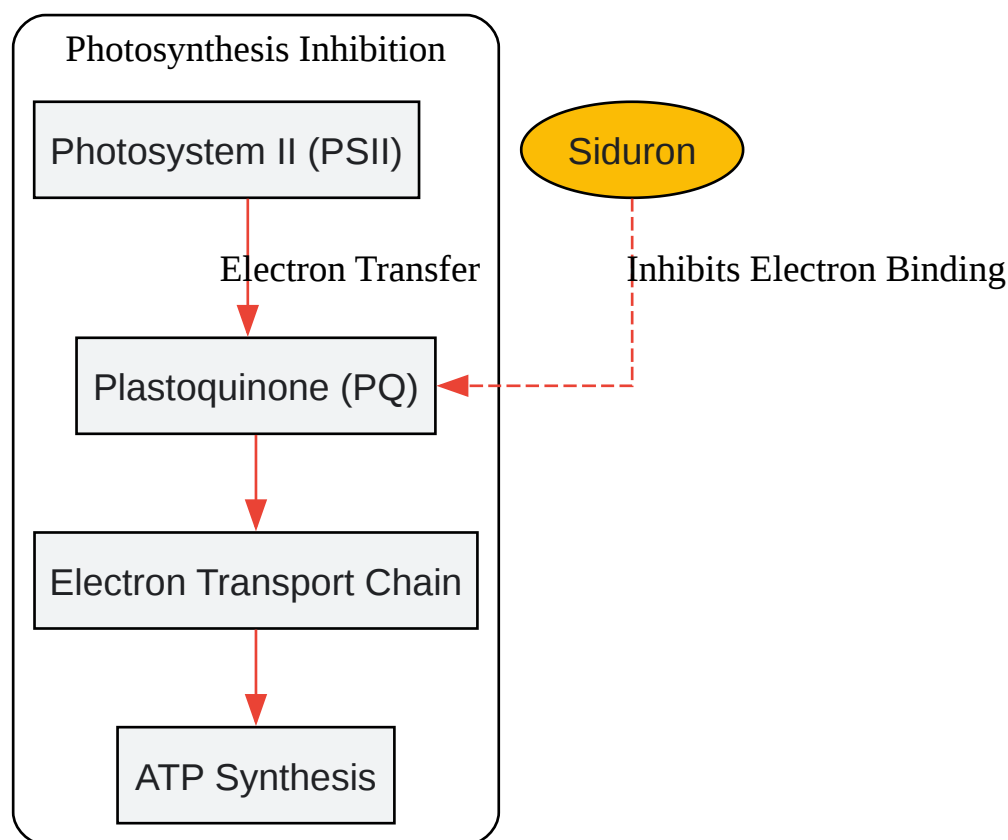 Photosynthesis Inhibition
Photosystem II (PSII)
Siduron
Electron Transfer
Inhibits Electron Binding
Plastoquinone (PQ)
Electron Transport Chain
ATP Synthesis